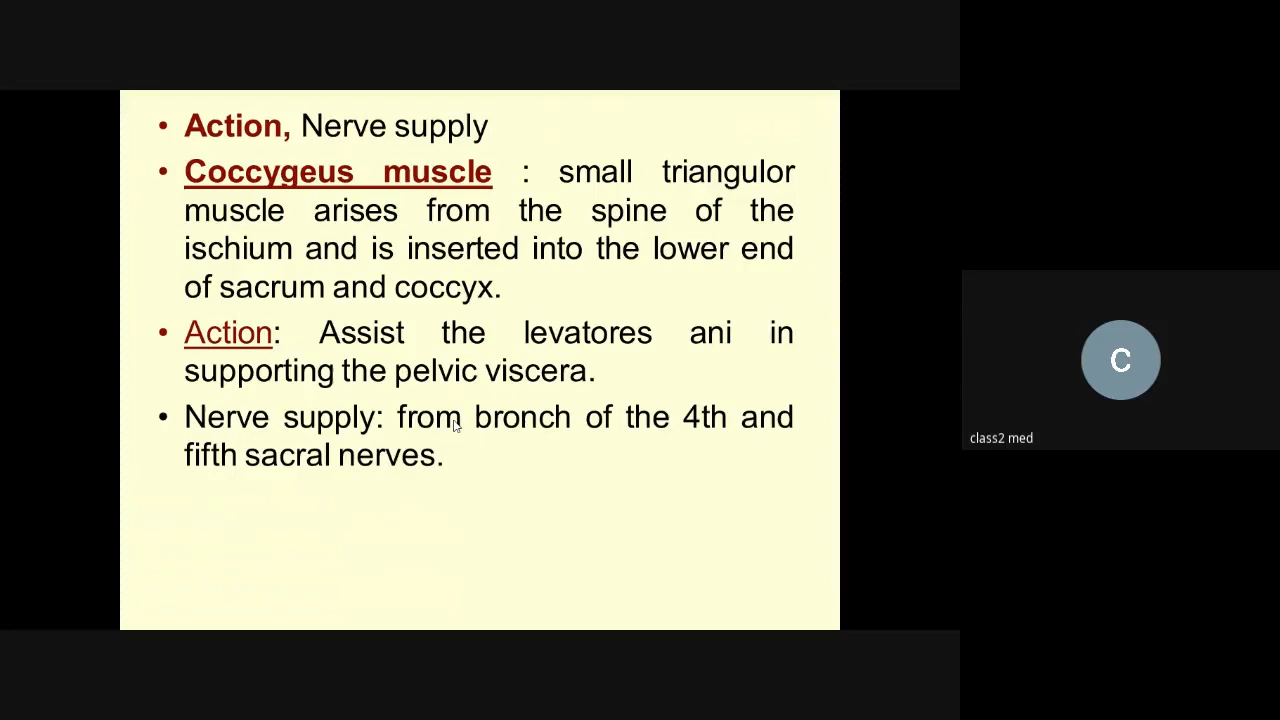 • Action, Nerve supply
• Coccygeus muscle : small triangulor
muscle arises from the spine of the
ischium and is inserted into the lower end
of sacrum and coccyx.
• Action: Assist the levatores ani in
supporting the pelvic viscera.
• Nerve supply: from bronch of the 4th and
fifth sacral nerves.
C
class2 med